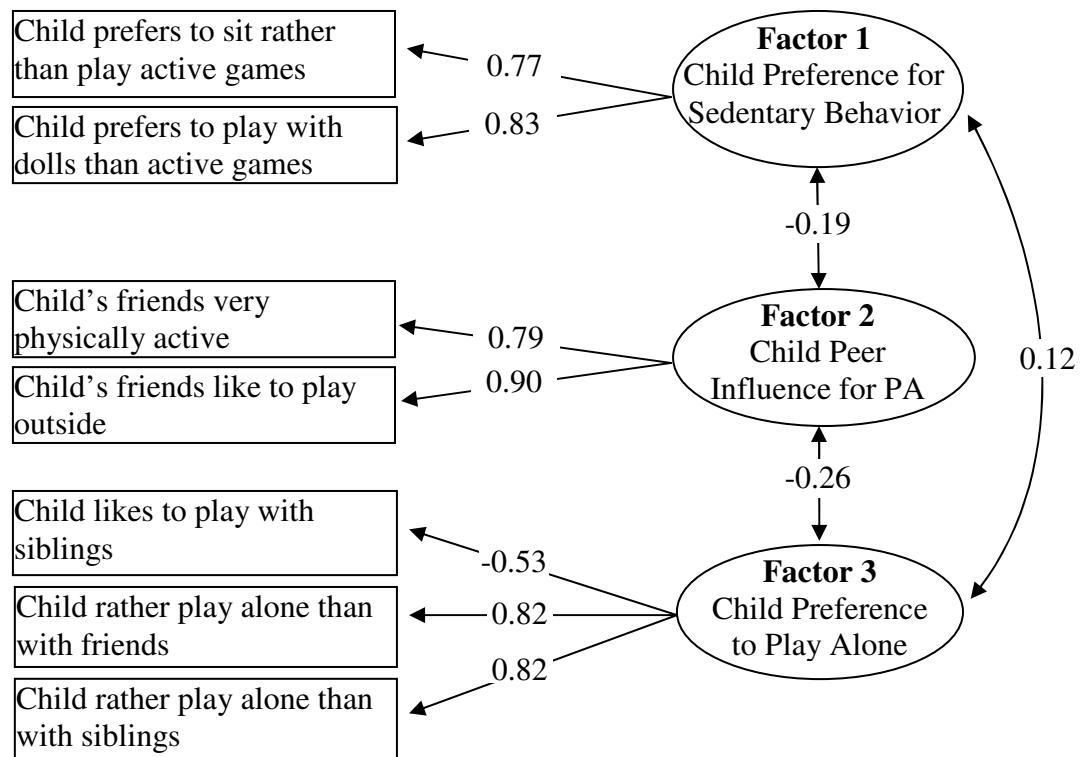 Child prefers to sit rather
than play active games
Child prefers to play with
dolls than active games
0.77
0.83
Factor 1
Child Preference for
Sedentary Behavior
-0.19
Child’s friends very
physically active
Child’s friends like to play
outside
0.79
0.90
Factor 2
Child Peer
Influence for PA
0.12
-0.26
Child likes to play with
siblings
Child rather play alone than
with friends
Child rather play alone than
with siblings
-0.53
0.82
0.82
Factor 3
Child Preference
to Play Alone